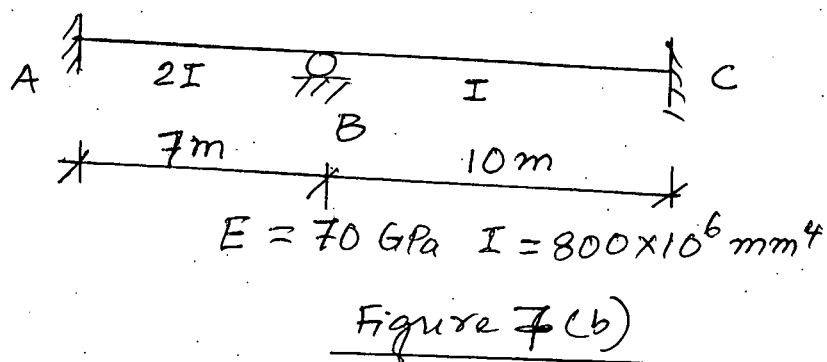 A 2I B I C
7m 10m
E = 70 GPa I = 800×10⁶ mm⁴
Figure 7 (b)